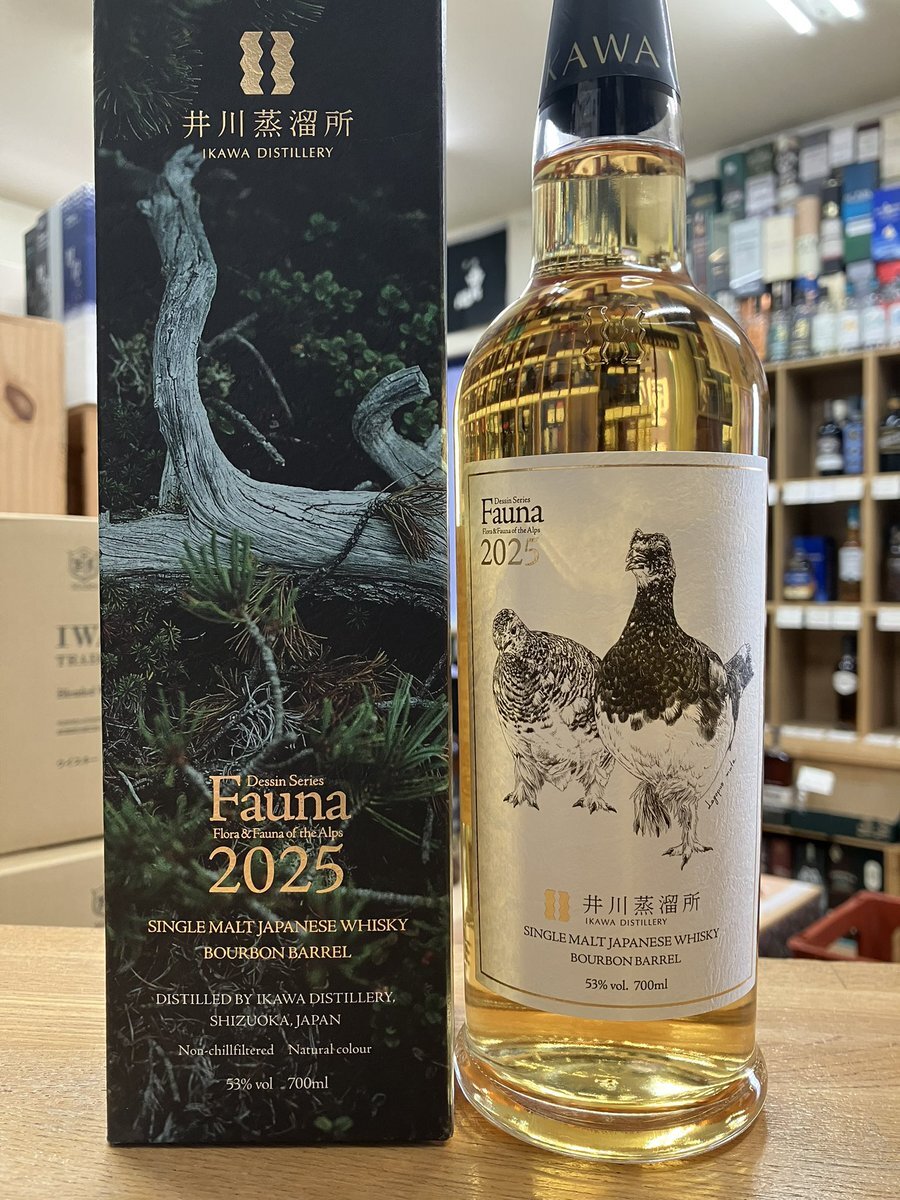 井川蒸溜所
IKAWA DISTILLERY
Dessin Series
Fauna
Flora & Fauna of the Alps
2025
SINGLE MALT JAPANESE WHISKY
BOURBON BARREL
DISTILLED BY IKAWA DISTILLERY,
SHIZUOKA, JAPAN
Non-chillfiltered Natural colour
53% vol 700ml
KAWA
Dessin Series
Fauna
Flora & Fauna of the Alps
2025
Lagopus muta
井川蒸溜所
IKAWA DISTILLERY
SINGLE MALT JAPANESE WHISKY
BOURBON BARREL
53% vol. 700ml